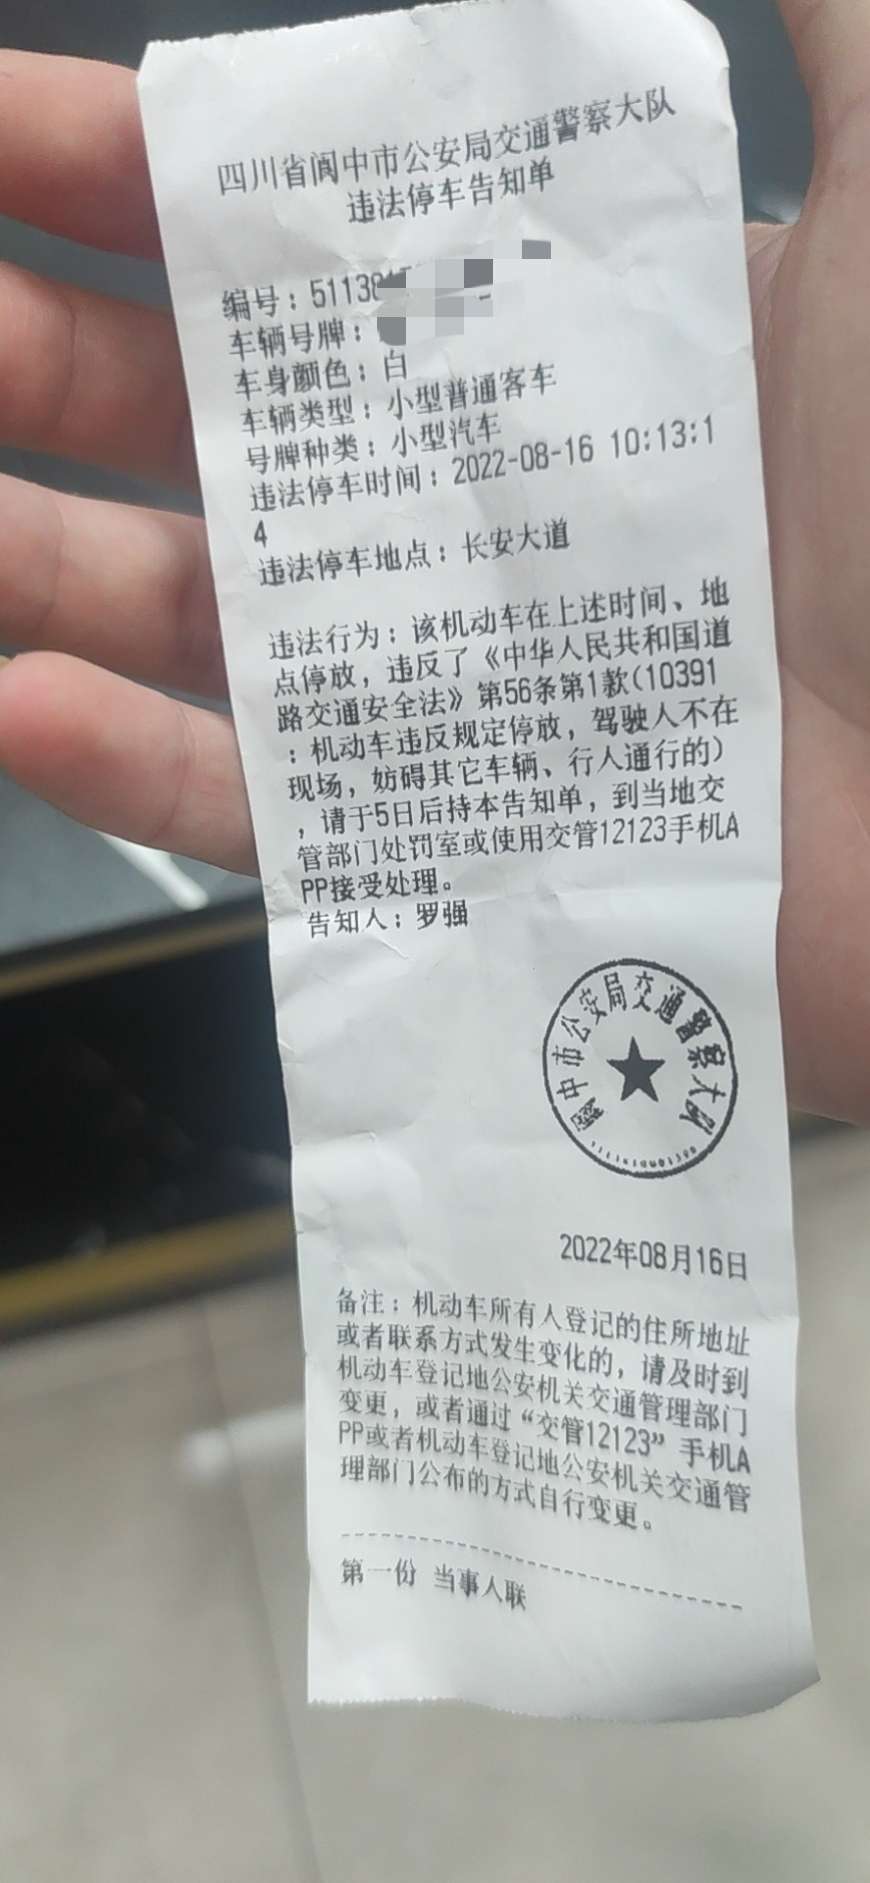 四川省阆中市公安局交通警察大队
违法停车告知单
编号：51138
车辆号牌：
车身颜色：白
车辆类型：小型普通客车
号牌种类：小型汽车
违法停车时间：2022-08-16 10:13:1
4
违法停车地点：长安大道
违法行为：该机动车在上述时间、地
点停放，违反了《中华人民共和国道
路交通安全法》第56条第1款(10391
：机动车违反规定停放，驾驶人不在
现场，妨碍其它车辆、行人通行的)
，请于5日后持本告知单，到当地交
管部门处罚室或使用交管12123手机A
PP接受处理。
告知人：罗强
阆中市公安局交通警察大队
2022年08月16日
备注：机动车所有人登记的住所地址
或者联系方式发生变化的，请及时到
机动车登记地公安机关交通管理部门
变更，或者通过“交管12123”手机A
PP或者机动车登记地公安机关交通管
理部门公布的方式自行变更。
第一份 当事人联